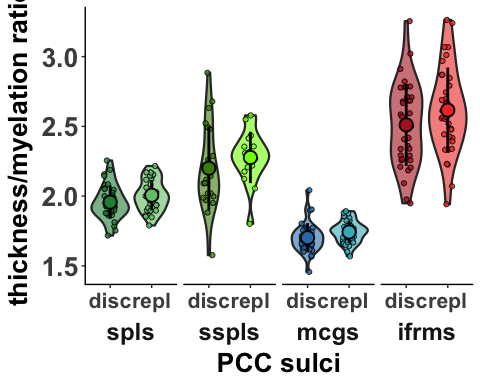 thickness/myelation ratio
3.0
2.5
2.0
1.5
discrepl discrepl discrepl discrepl
spls sspls mcgs ifrms
PCC sulci